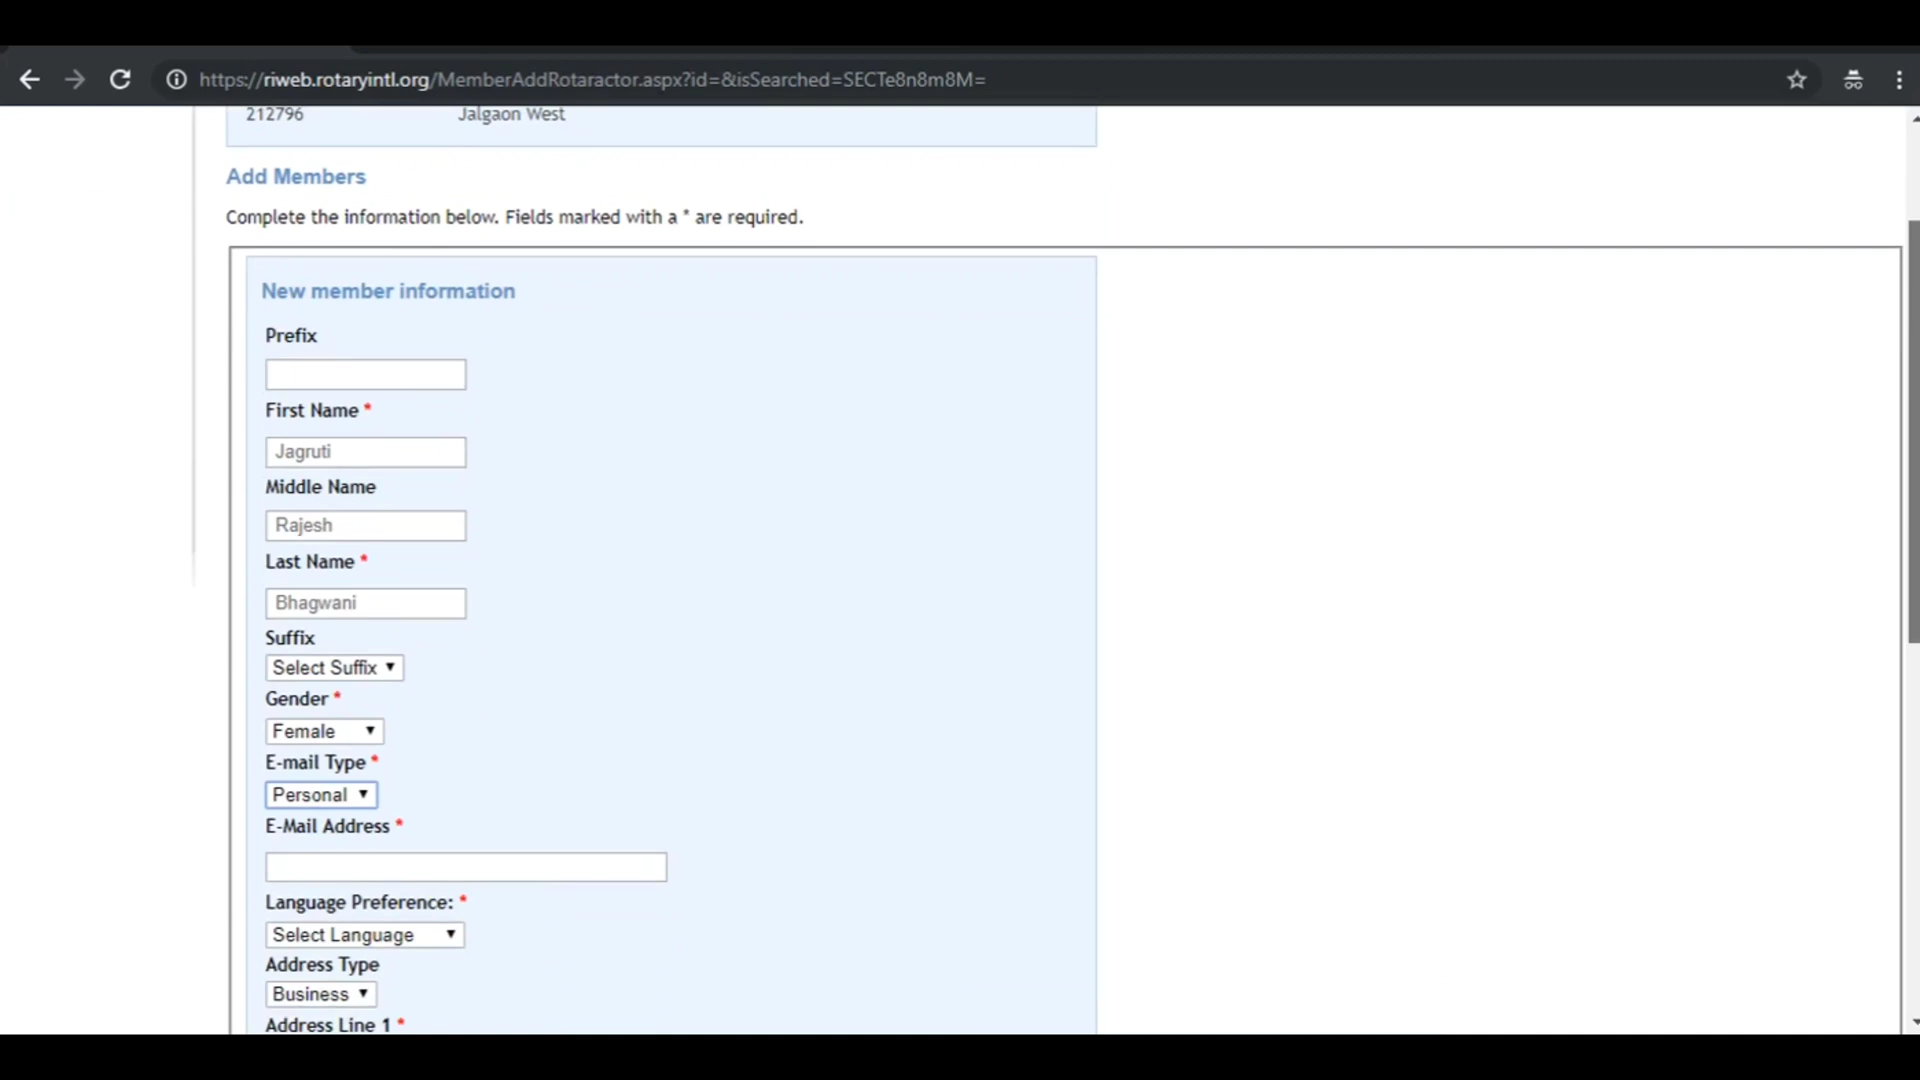 https://riweb.rotaryintl.org/MemberAddRotaractor.aspx?id=&isSearched=SECTe8n8m8M=
212796 Jalgaon West
Add Members
Complete the information below. Fields marked with a * are required.
New member information
Prefix
First Name *
Jagruti
Middle Name
Rajesh
Last Name *
Bhagwani
Suffix
Select Suffix
Gender *
Female
E-mail Type *
Personal
E-Mail Address *
Language Preference: *
Select Language
Address Type
Business
Address Line 1 *